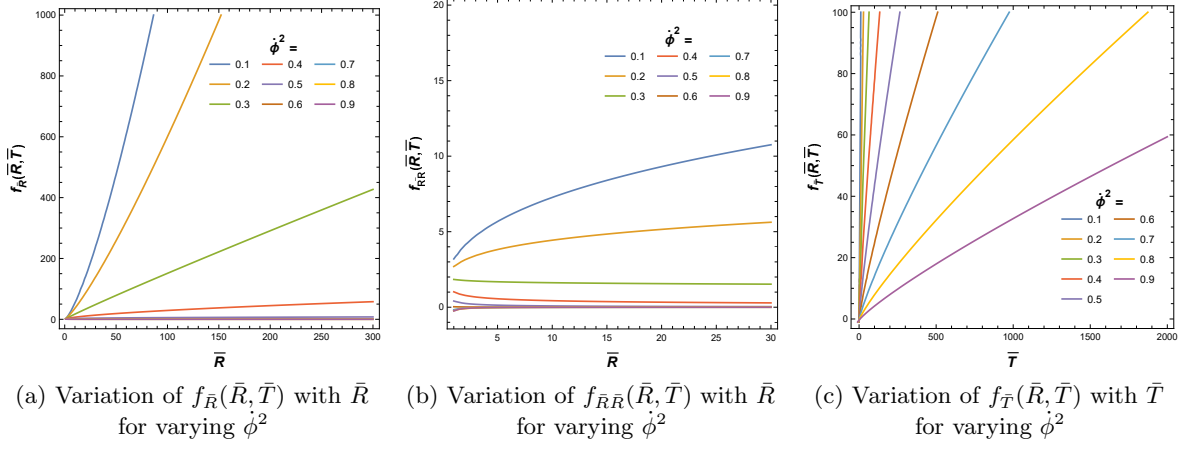 1000
800
600
400
200
0
f_R̄(R̄,T̄)
ϕ̇² =
0.1 0.4 0.7
0.2 0.5 0.8
0.3 0.6 0.9
0 50 100 150 200 250 300
R̄
20
15
10
5
0
f_R̄R̄(R̄,T̄)
ϕ̇² =
0.1 0.4 0.7
0.2 0.5 0.8
0.3 0.6 0.9
5 10 15 20 25 30
R̄
100
80
60
40
20
0
f_T̄(R̄,T̄)
ϕ̇² =
0.1 0.6
0.2 0.7
0.3 0.8
0.4 0.9
0.5
0 500 1000 1500 2000
T̄
(a) Variation of f_R̄(R̄, T̄) with R̄
for varying ϕ̇²
(b) Variation of f_R̄R̄(R̄, T̄) with R̄
for varying ϕ̇²
(c) Variation of f_T̄(R̄, T̄) with T̄
for varying ϕ̇²